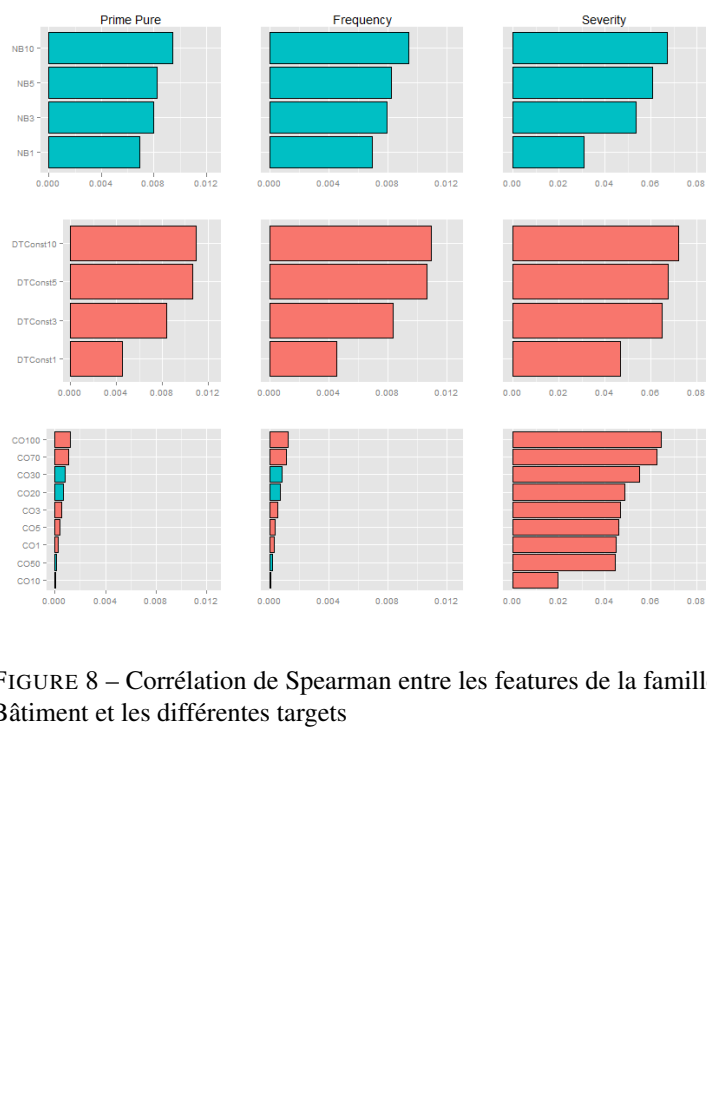 Prime Pure Frequency Severity
NB10
NB5
NB3
NB1
0.000 0.004 0.008 0.012 0.000 0.004 0.008 0.012 0.00 0.02 0.04 0.06 0.08
DTConst10
DTConst5
DTConst3
DTConst1
0.000 0.004 0.008 0.012 0.000 0.004 0.008 0.012 0.00 0.02 0.04 0.06 0.08
CO100
CO70
CO30
CO20
CO3
CO5
CO1
CO50
CO10
0.000 0.004 0.008 0.012 0.000 0.004 0.008 0.012 0.00 0.02 0.04 0.06 0.08
FIGURE 8 – Corrélation de Spearman entre les features de la famille
Bâtiment et les différentes targets